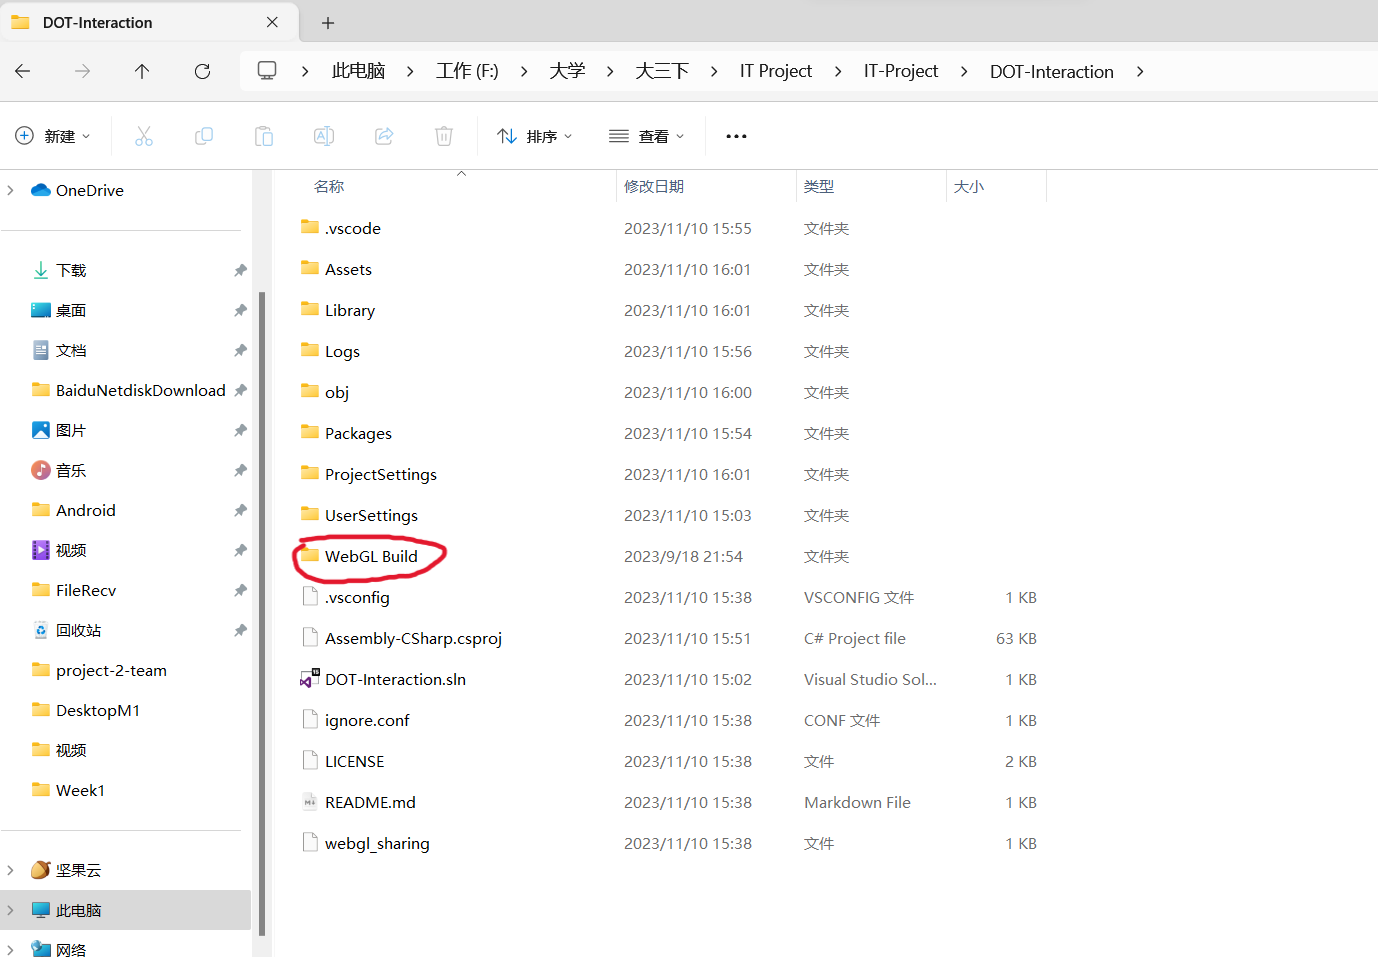 DOT-Interaction
此电脑 工作 (F:) 大学 大三下 IT Project IT-Project DOT-Interaction
新建 排序 查看
OneDrive
下载
桌面
文档
BaiduNetdiskDownload
图片
音乐
Android
视频
FileRecv
回收站
project-2-team
DesktopM1
视频
Week1
坚果云
此电脑
网络
名称 修改日期 类型 大小
.vscode 2023/11/10 15:55 文件夹
Assets 2023/11/10 16:01 文件夹
Library 2023/11/10 16:01 文件夹
Logs 2023/11/10 15:56 文件夹
obj 2023/11/10 16:00 文件夹
Packages 2023/11/10 15:54 文件夹
ProjectSettings 2023/11/10 16:01 文件夹
UserSettings 2023/11/10 15:03 文件夹
WebGL Build 2023/9/18 21:54 文件夹
.vsconfig 2023/11/10 15:38 VSCONFIG 文件 1 KB
Assembly-CSharp.csproj 2023/11/10 15:51 C# Project file 63 KB
DOT-Interaction.sln 2023/11/10 15:02 Visual Studio Sol... 1 KB
ignore.conf 2023/11/10 15:38 CONF 文件 1 KB
LICENSE 2023/11/10 15:38 文件 2 KB
README.md 2023/11/10 15:38 Markdown File 1 KB
webgl_sharing 2023/11/10 15:38 文件 1 KB